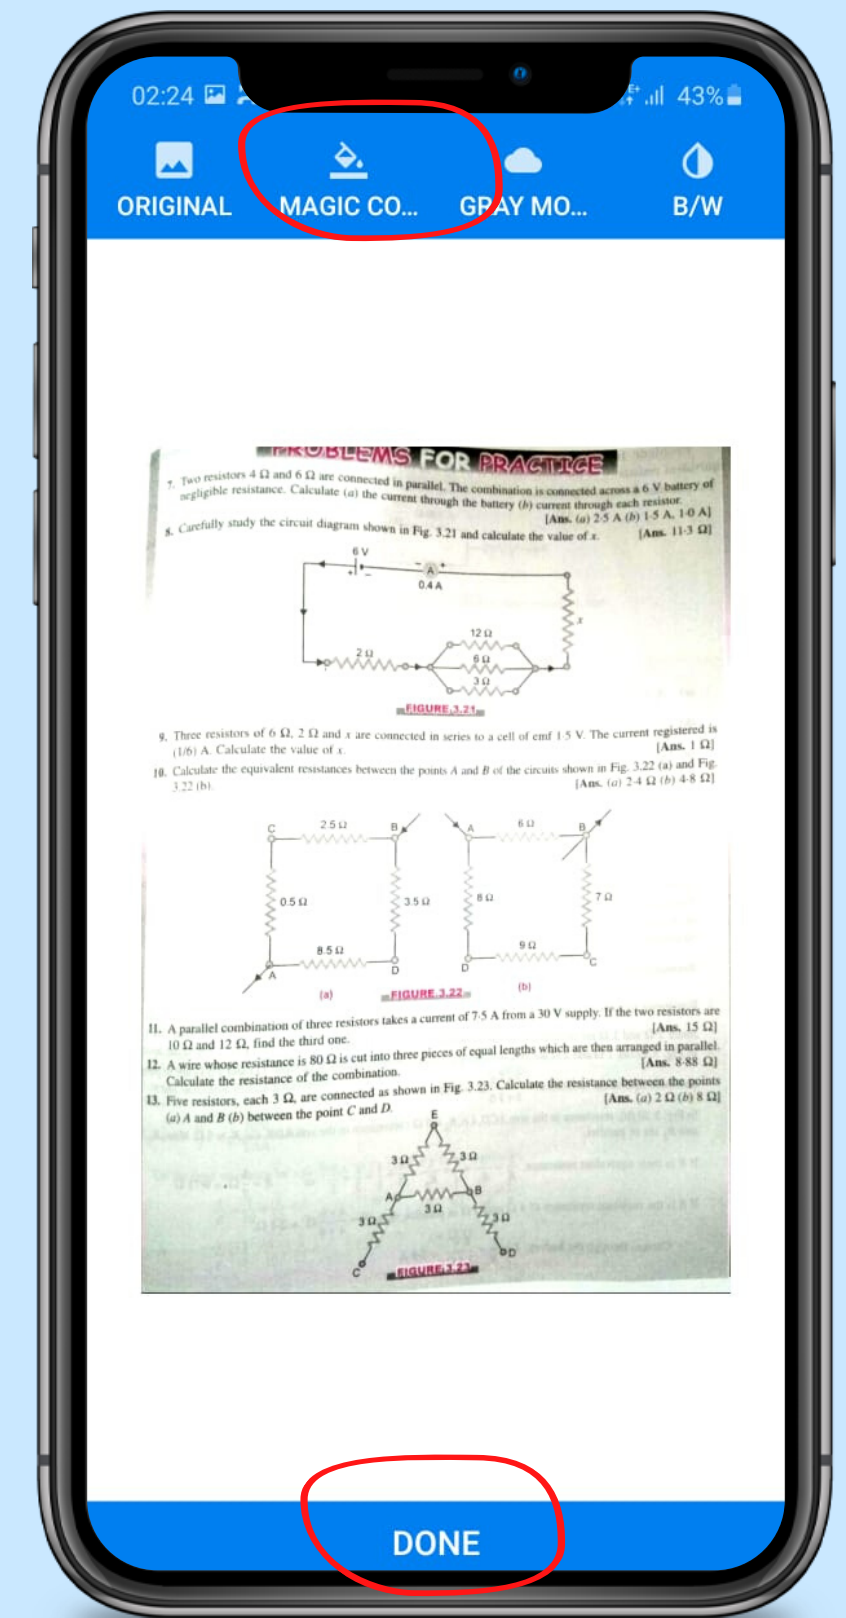 02:24
43%
ORIGINAL
MAGIC CO...
GRAY MO...
B/W
PROBLEMS FOR PRACTICE
7. Two resistors 4 Ω and 6 Ω are connected in parallel. The combination is connected across a 6 V battery of
negligible resistance. Calculate (a) the current through the battery (b) current through each resistor.
[Ans. (a) 2·5 A (b) 1·5 A, 1·0 A]
8. Carefully study the circuit diagram shown in Fig. 3.21 and calculate the value of x.
[Ans. 11·3 Ω]
6 V
+
-
- A +
0.4 A
x
12 Ω
2 Ω
6 Ω
3 Ω
FIGURE 3.21
9. Three resistors of 6 Ω, 2 Ω and x are connected in series to a cell of emf 1·5 V. The current registered is
(1/6) A. Calculate the value of x.
[Ans. 1 Ω]
10. Calculate the equivalent resistances between the points A and B of the circuits shown in Fig. 3.22 (a) and Fig.
3.22 (b).
[Ans. (a) 2·4 Ω (b) 4·8 Ω]
C
2.5 Ω
B
A
6 Ω
B
0.5 Ω
3.5 Ω
8 Ω
7 Ω
8.5 Ω
9 Ω
A
D
D
C
(a)
FIGURE 3.22
(b)
11. A parallel combination of three resistors takes a current of 7·5 A from a 30 V supply. If the two resistors are
10 Ω and 12 Ω, find the third one.
[Ans. 15 Ω]
12. A wire whose resistance is 80 Ω is cut into three pieces of equal lengths which are then arranged in parallel.
Calculate the resistance of the combination.
[Ans. 8·88 Ω]
13. Five resistors, each 3 Ω, are connected as shown in Fig. 3.23. Calculate the resistance between the points
(a) A and B (b) between the point C and D.
[Ans. (a) 2 Ω (b) 8 Ω]
E
3 Ω
3 Ω
A
B
3 Ω
3 Ω
3 Ω
D
C
FIGURE 3.23
DONE